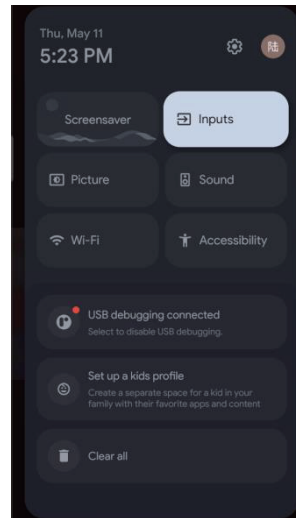 Thu, May 11
5:23 PM
陆
Screensaver
Inputs
Picture
Sound
Wi-Fi
Accessibility
USB debugging connected
Select to disable USB debugging.
Set up a kids profile
Create a separate space for a kid in your
family with their favorite apps and content
Clear all